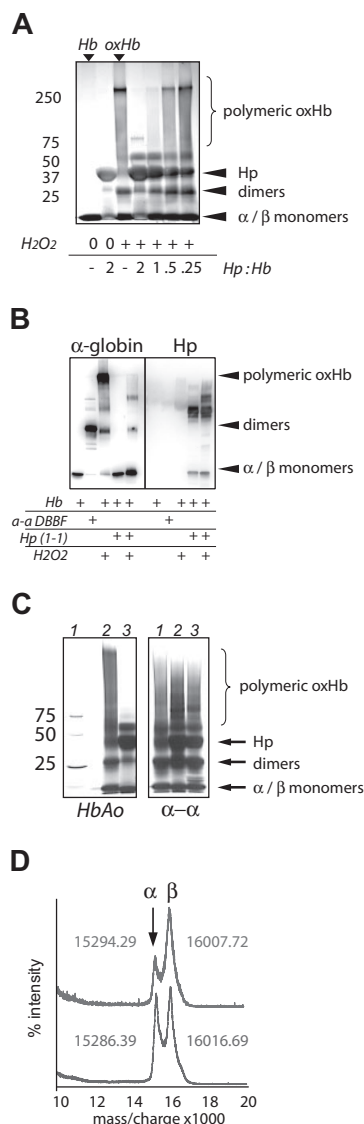 A
Hb oxHb
250
polymeric oxHb
75
50
37
Hp
25
dimers
α / β monomers
H2O2 0 0 + + + + +
- 2 - 2 1 .5 .25 Hp : Hb
B
α-globin Hp
polymeric oxHb
dimers
α / β monomers
Hb + + + + + + + +
a-a DBBF + +
Hp (1-1) + + + +
H2O2 + + + +
C
1 2 3 1 2 3
polymeric oxHb
75
50
Hp
25
dimers
α / β monomers
HbAo α–α
D
α β
15294.29 16007.72
% intensity
15286.39 16016.69
10 12 14 16 18 20
mass/charge x1000